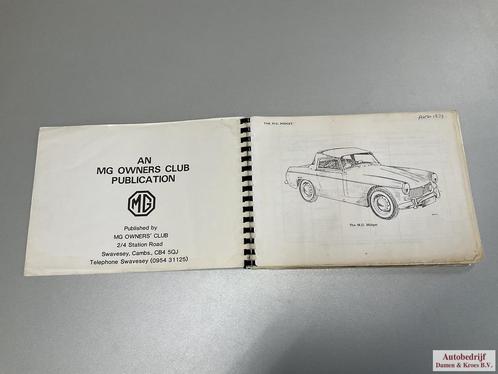 AN
MG OWNERS CLUB
PUBLICATION
MG
Published by
MG OWNERS' CLUB
2/4 Station Road
Swavesey, Cambs., CB4 5QJ
Telephone Swavesey (0954 31125)
THE M.G. MIDGET
The M.G. Midget
Autobedrijf
Damen & Kroes B.V.